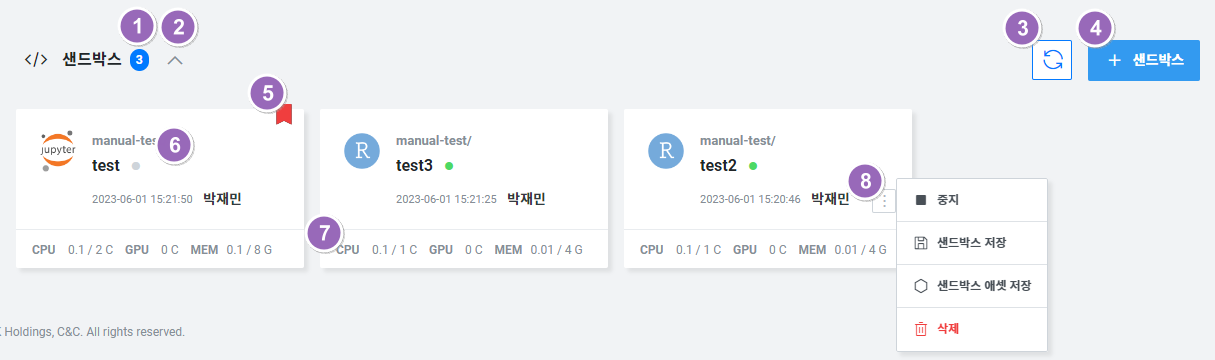 1 2 3 4
</> 샌드박스 3 + 샌드박스
5
jupyter manual-tes 6
test
2023-06-01 15:21:50 박재민
CPU 0.1 / 2 C GPU 0 C MEM 0.1 / 8 G
R manual-test/
test3
2023-06-01 15:21:25 박재민
7
CPU 0.1 / 1 C GPU 0 C MEM 0.01 / 4 G
R manual-test/
test2
2023-06-01 15:20:46 박재민 8
CPU 0.1 / 1 C GPU 0 C MEM 0.01 / 4 G
중지
샌드박스 저장
샌드박스 애셋 저장
삭제
Holdings, C&C. All rights reserved.